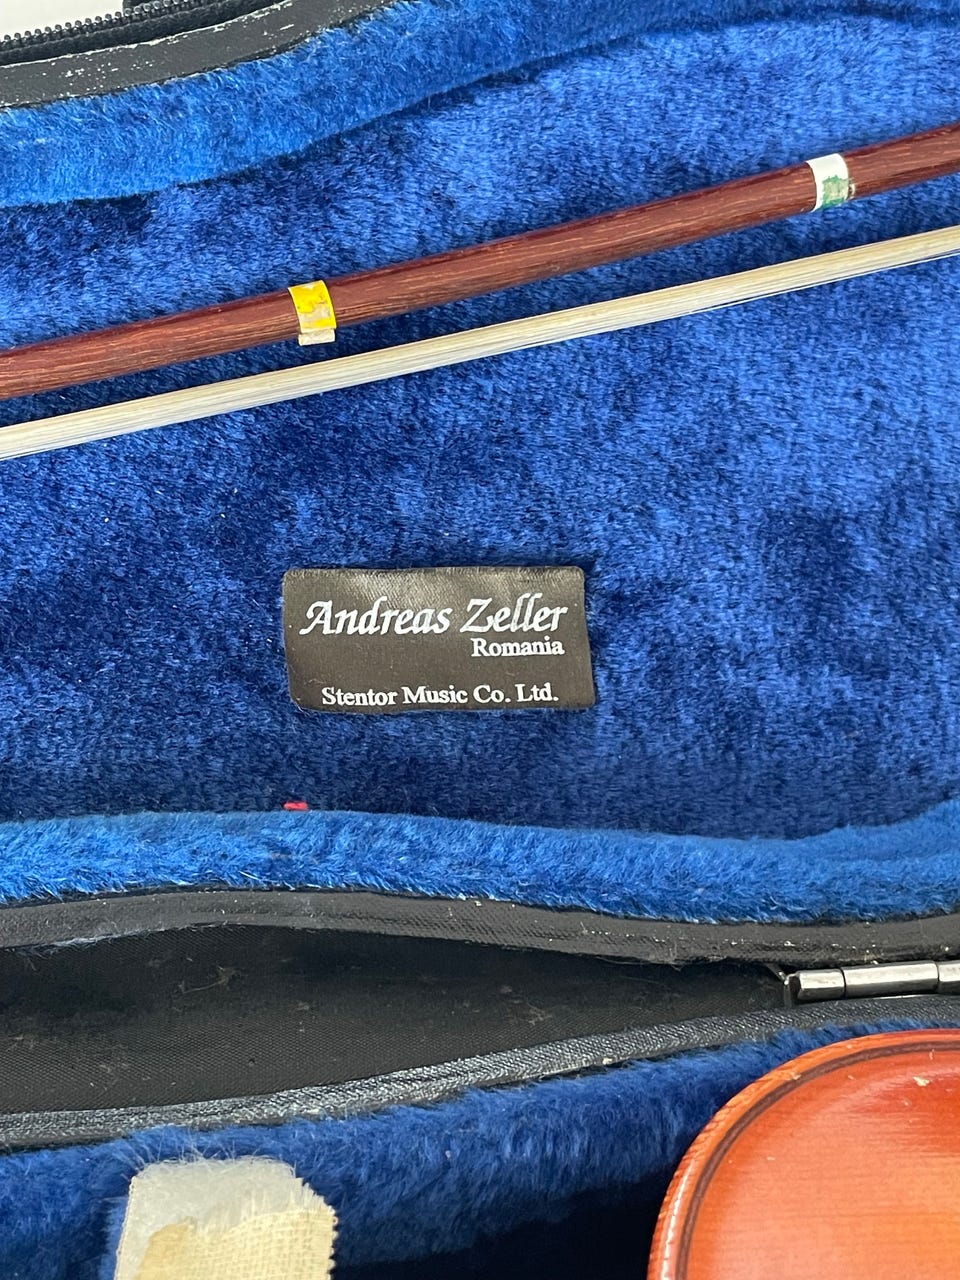 Andreas Zeller
Romania
Stentor Music Co. Ltd.